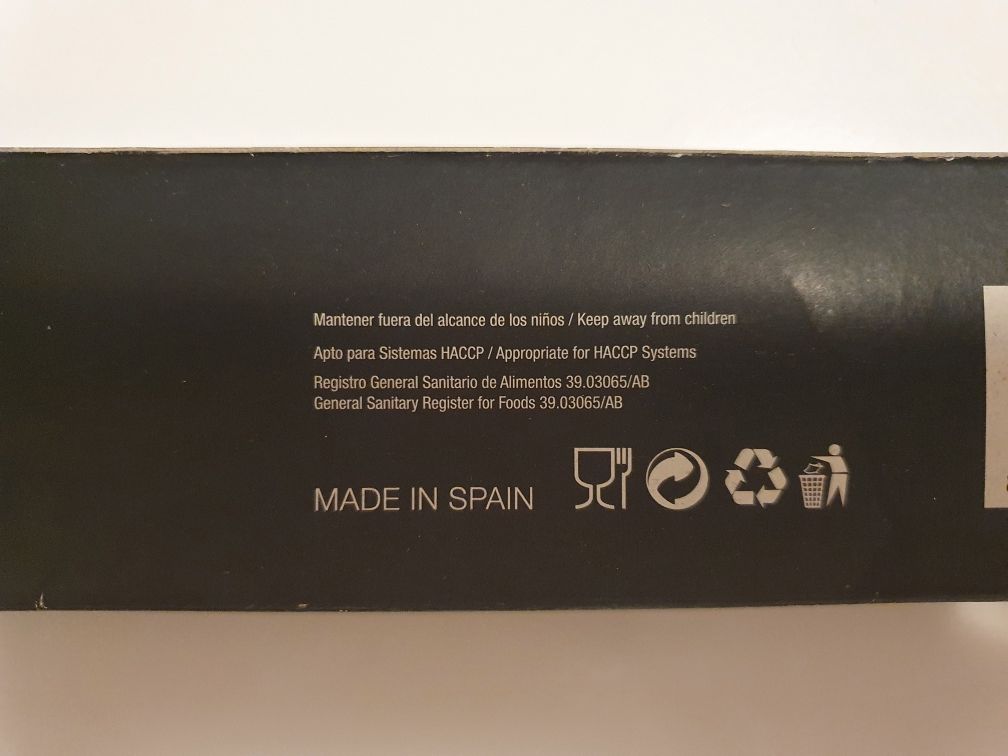 Mantener fuera del alcance de los niños / Keep away from children
Apto para Sistemas HACCP / Appropriate for HACCP Systems
Registro General Sanitario de Alimentos 39.03065/AB
General Sanitary Register for Foods 39.03065/AB
MADE IN SPAIN